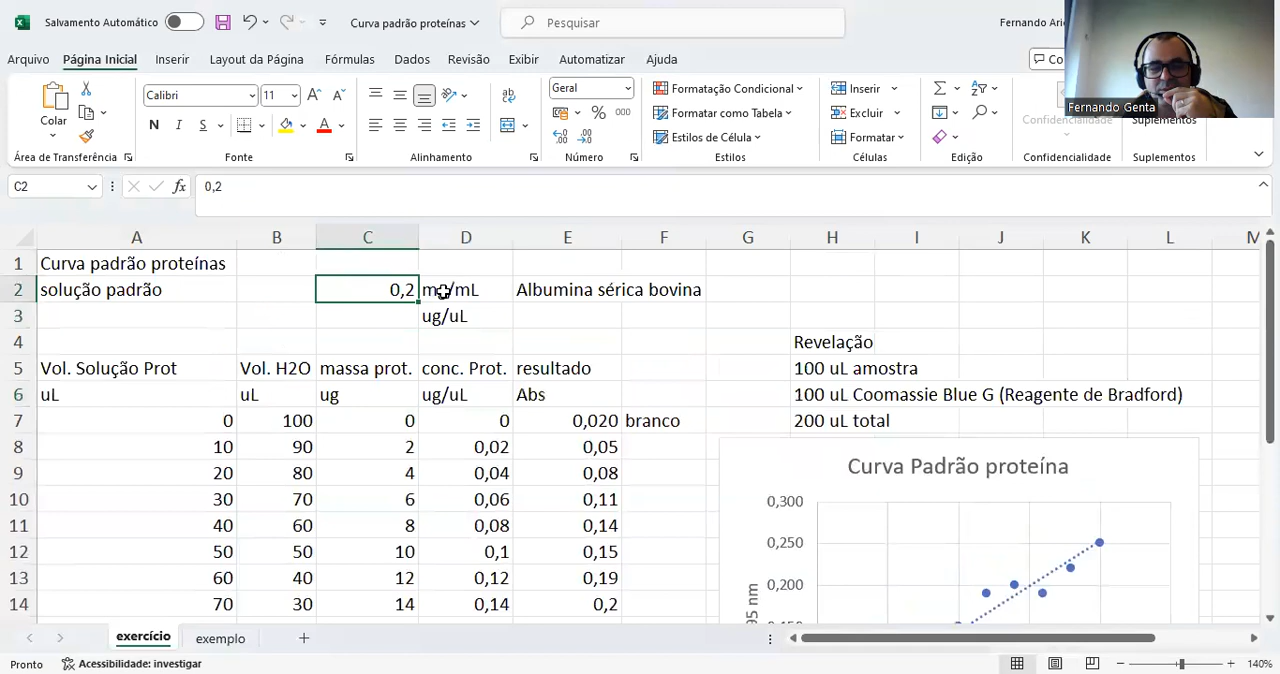 Salvamento Automático Curva padrão proteínas Pesquisar Fernando Arie
Arquivo Página Inicial Inserir Layout da Página Fórmulas Dados Revisão Exibir Automatizar Ajuda Co
Fernando Genta
Colar
Calibri 11
N I S
Geral
% 000
Formatação Condicional
Formatar como Tabela
Estilos de Célula
Inserir
Excluir
Formatar
Confidencialidade
Suplementos
Área de Transferência Fonte Alinhamento Número Estilos Células Edição Confidencialidade Suplementos
C2 fx 0,2
A B C D E F G H I J K L M
1 Curva padrão proteínas
2 solução padrão 0,2 mg/mL Albumina sérica bovina
3 ug/uL
4 Revelação
5 Vol. Solução Prot Vol. H2O massa prot. conc. Prot. resultado 100 uL amostra
6 uL uL ug ug/uL Abs 100 uL Coomassie Blue G (Reagente de Bradford)
7 0 100 0 0 0,020 branco 200 uL total
8 10 90 2 0,02 0,05
9 20 80 4 0,04 0,08
10 30 70 6 0,06 0,11
11 40 60 8 0,08 0,14
12 50 50 10 0,1 0,15
13 60 40 12 0,12 0,19
14 70 30 14 0,14 0,2
Curva Padrão proteína
0,300
0,250
0,200
95 nm
exercício exemplo
Pronto Acessibilidade: investigar 140%